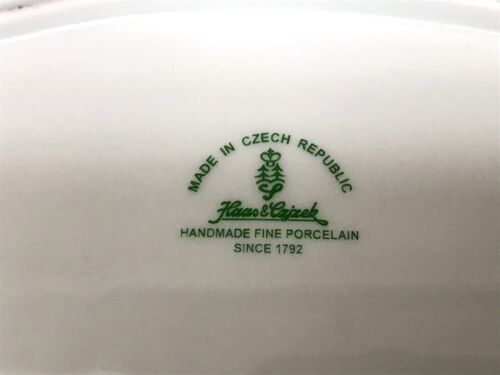 MADE IN CZECH REPUBLIC
S
Haas & Czjzek
HANDMADE FINE PORCELAIN
SINCE 1792